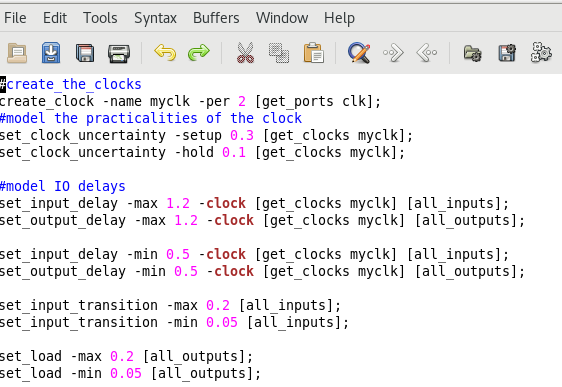 File Edit Tools Syntax Buffers Window Help
#create_the_clocks
create_clock -name myclk -per 2 [get_ports clk];
#model the practicalities of the clock
set_clock_uncertainty -setup 0.3 [get_clocks myclk];
set_clock_uncertainty -hold 0.1 [get_clocks myclk];
#model IO delays
set_input_delay -max 1.2 -clock [get_clocks myclk] [all_inputs];
set_output_delay -max 1.2 -clock [get_clocks myclk] [all_outputs];
set_input_delay -min 0.5 -clock [get_clocks myclk] [all_inputs];
set_output_delay -min 0.5 -clock [get_clocks myclk] [all_outputs];
set_input_transition -max 0.2 [all_inputs];
set_input_transition -min 0.05 [all_inputs];
set_load -max 0.2 [all_outputs];
set_load -min 0.05 [all_outputs];